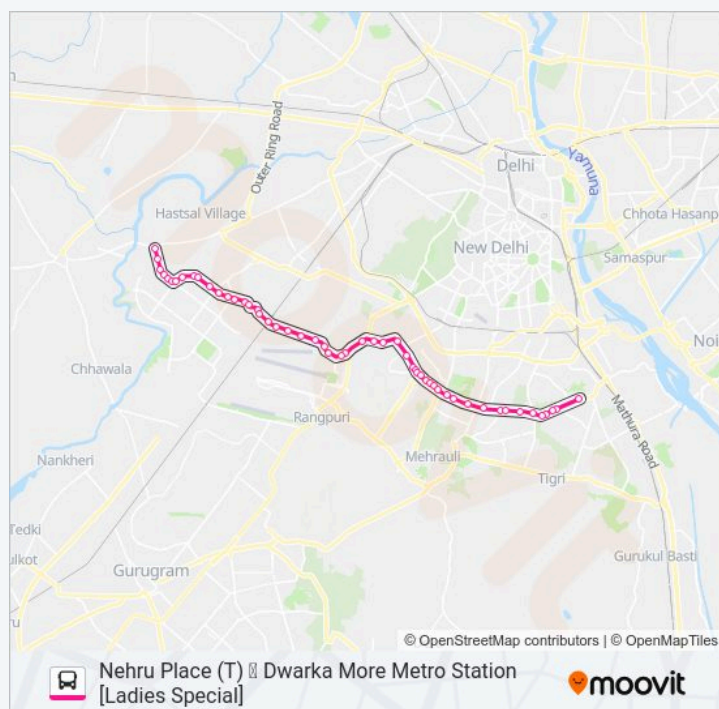 Outer Ring Road
Delhi
Yamuna
Hastsal Village
Chhota Hasanp
New Delhi
Samaspur
Noi
Chhawala
Rangpuri
Mathura Road
Nankheri
Mehrauli
Tigri
Tedki
ulkot
Gurugram
Gurukul Basti
© OpenStreetMap contributors | © OpenMapTiles
Nehru Place (T) Dwarka More Metro Station
[Ladies Special]
moovit